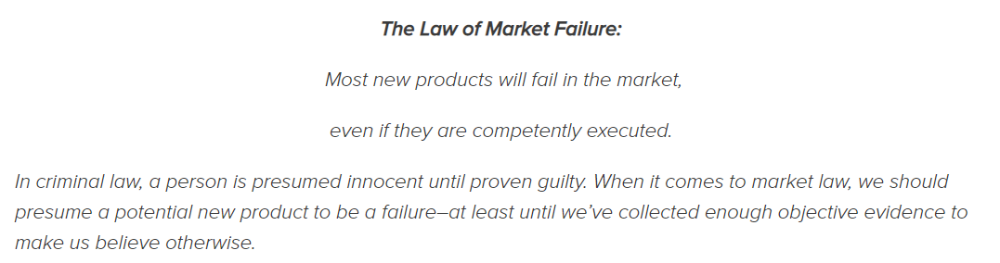 The Law of Market Failure:
Most new products will fail in the market,
even if they are competently executed.
In criminal law, a person is presumed innocent until proven guilty. When it comes to market law, we should
presume a potential new product to be a failure–at least until we’ve collected enough objective evidence to
make us believe otherwise.